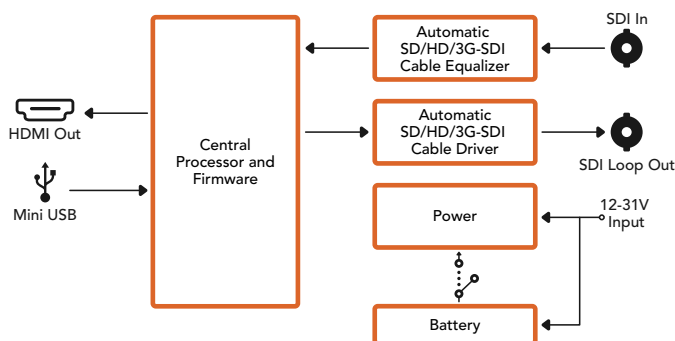 SDI In
Automatic
SD/HD/3G-SDI
Cable Equalizer
HDMI Out
Central
Processor and
Firmware
Automatic
SD/HD/3G-SDI
Cable Driver
SDI Loop Out
Mini USB
Power
12-31V
Input
Battery